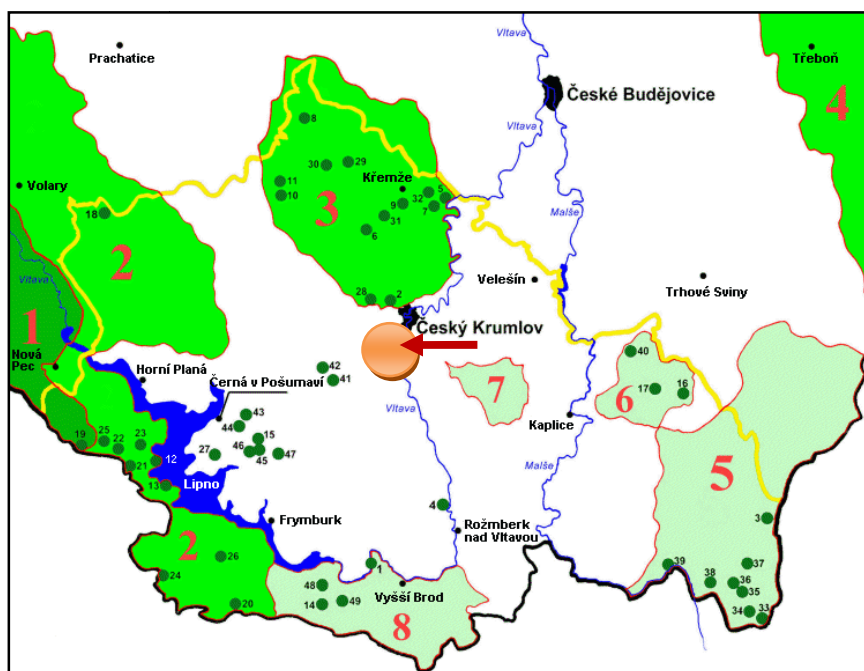 Vltava
Prachatice
Třeboň
České Budějovice
4
8
Vltava
30
29
11
Křemže
Volary
10
3
9
32
5
7
18
31
6
Malše
2
Vltava
Velešín
Trhové Sviny
28
2
1
Český Krumlov
Nová
Pec
40
Horní Planá
42
41
7
17
16
6
Černá v Pošumaví
43
44
Vltava
Kaplice
19
25
22
23
15
27
46
45
47
21
12
5
Malše
13
Lipno
4
3
Frymburk
Rožmberk
nad Vltavou
2
26
1
39
37
24
48
38
36
Vyšší Brod
35
20
14
49
8
34
33